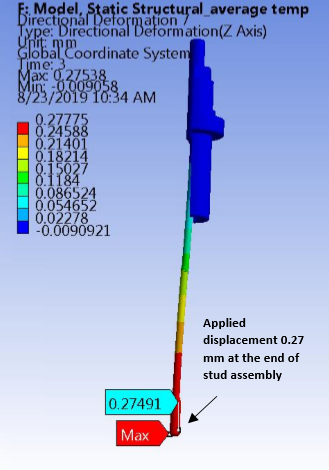 F: Model, Static Structural_average temp
Directional Deformation 7
Type: Directional Deformation(Z Axis)
Unit: mm
Global Coordinate System
Time: 3
Max: 0.27538
Min: -0.009058
8/23/2019 10:34 AM
0.27775
0.24588
0.21401
0.18214
0.15027
0.1184
0.086524
0.054652
0.02278
-0.0090921
Applied
displacement 0.27
mm at the end of
stud assembly
0.27491
Max